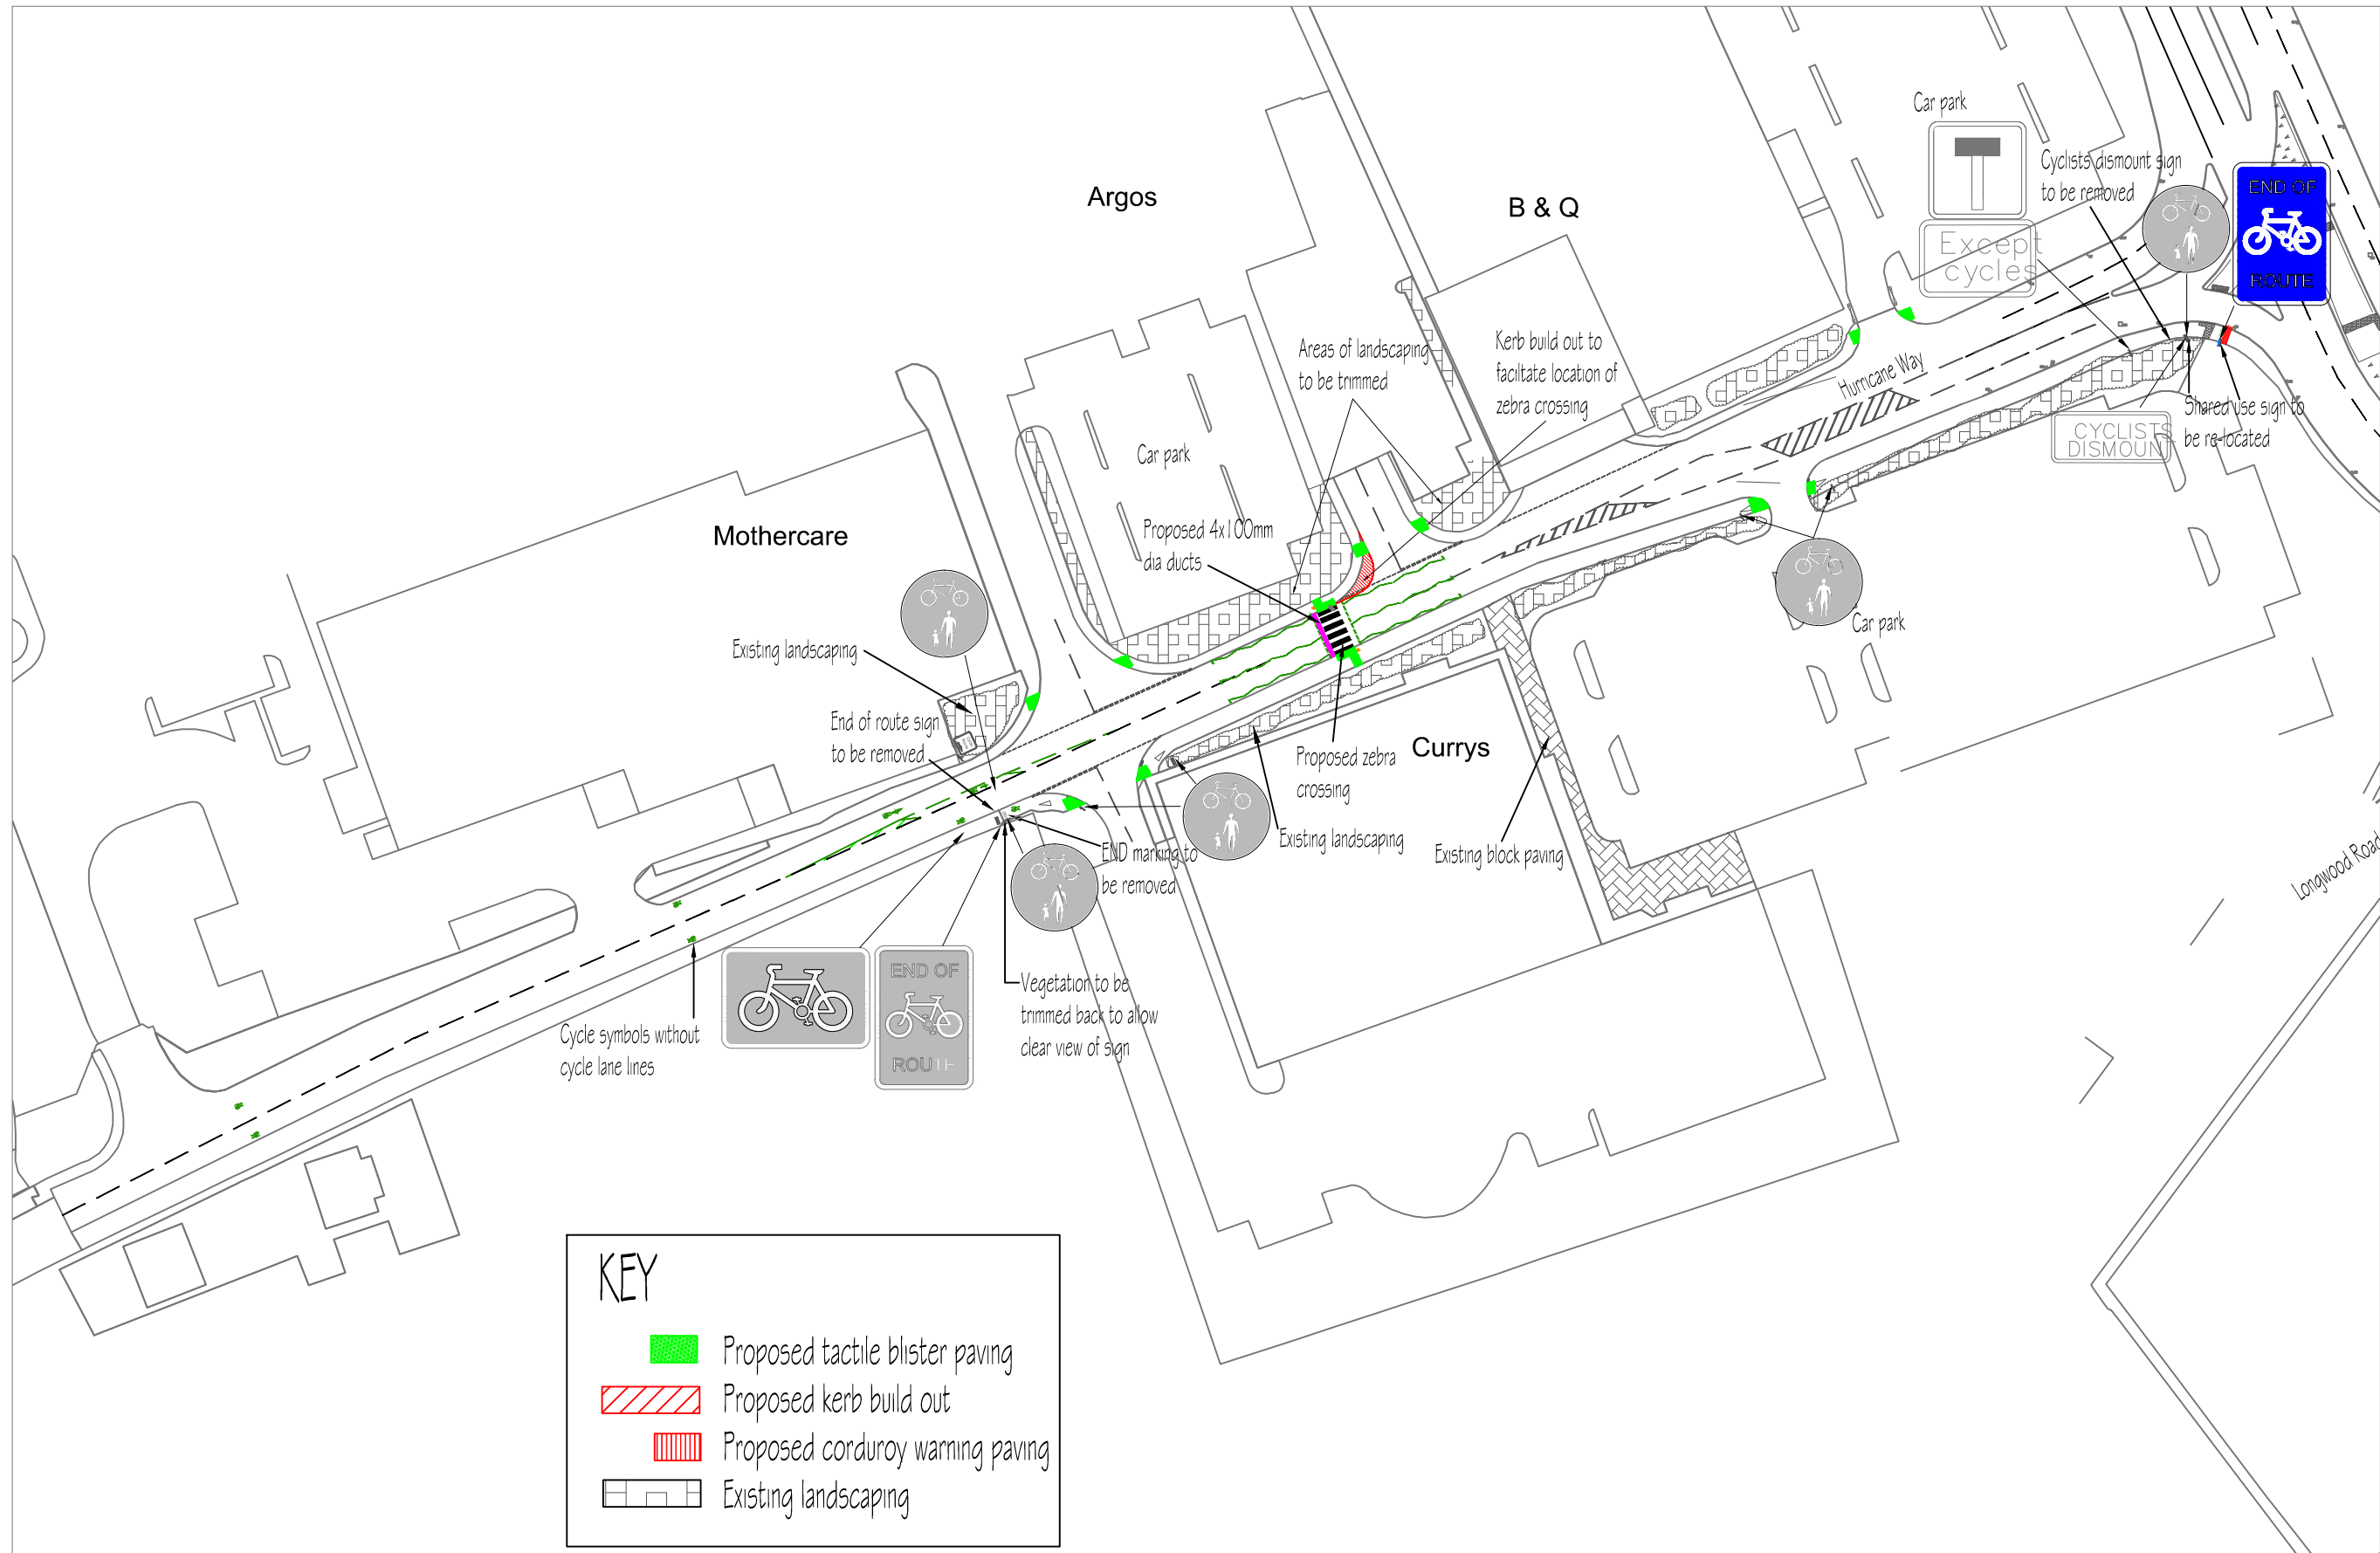 Car park
Cyclists dismount sign
to be removed
END OF
ROUTE
Except
cycles
Argos
B & Q
Areas of landscaping
to be trimmed
Kerb build out to
faciltate location of
zebra crossing
Hurricane Way
Shared use sign to
be re-located
CYCLISTS
DISMOUNT
Car park
Mothercare
Proposed 4x100mm
dia ducts
Existing landscaping
Car park
End of route sign
to be removed
Proposed zebra
crossing
Currys
Existing landscaping
Existing block paving
END marking to
be removed
Longwood Road
END OF
ROUTE
Vegetation to be
trimmed back to allow
clear view of sign
Cycle symbols without
cycle lane lines
KEY
Proposed tactile blister paving
Proposed kerb build out
Proposed corduroy warning paving
Existing landscaping